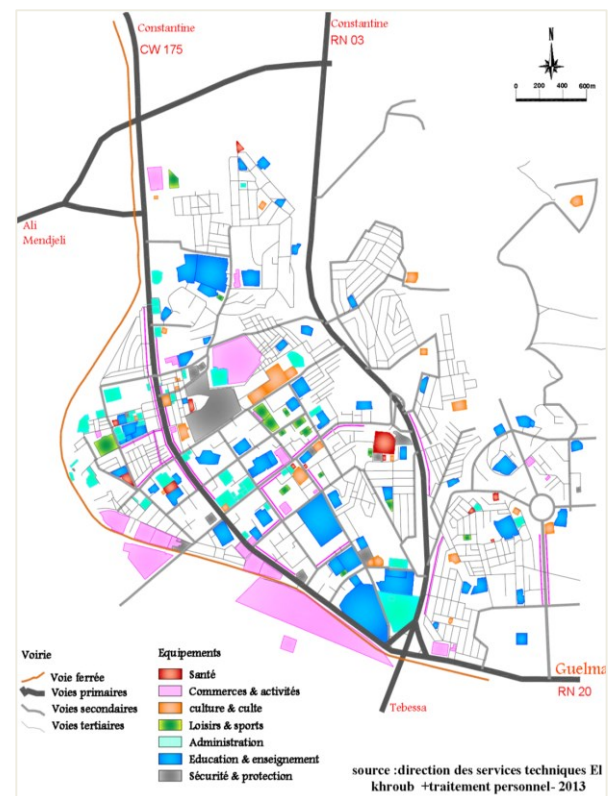 Constantine
CW 175
Constantine
RN 03
N
0 200 600m
Ali
Mendjeli
Guelma
RN 20
Tebessa
Voirie
Voie ferrée
Voies primaires
Voies secondaires
Voies tertiaires
Equipements
Santé
Commerces & activités
culture & culte
Loisirs & sports
Administration
Education & enseignement
Sécurité & protection
source :direction des services techniques El
khroub +traitement personnel- 2013